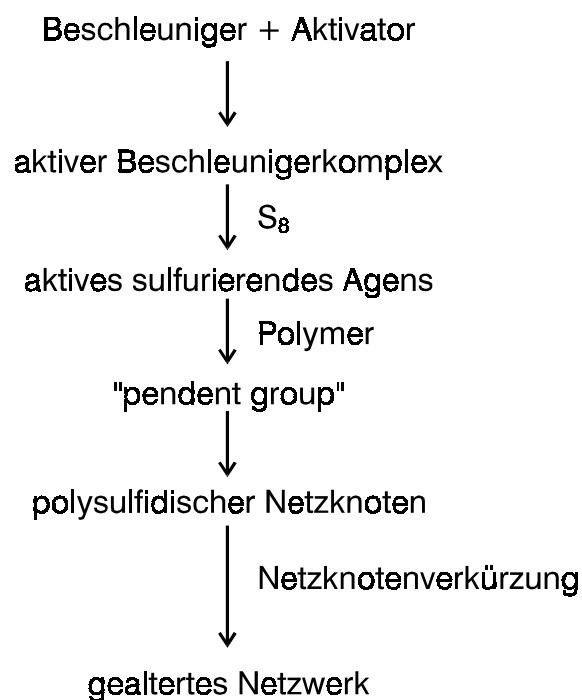 Beschleuniger + Aktivator
aktiver Beschleunigerkomplex
S₈
aktives sulfurierendes Agens
Polymer
"pendent group"
polysulfidischer Netzknoten
Netzknotenverkürzung
gealtertes Netzwerk